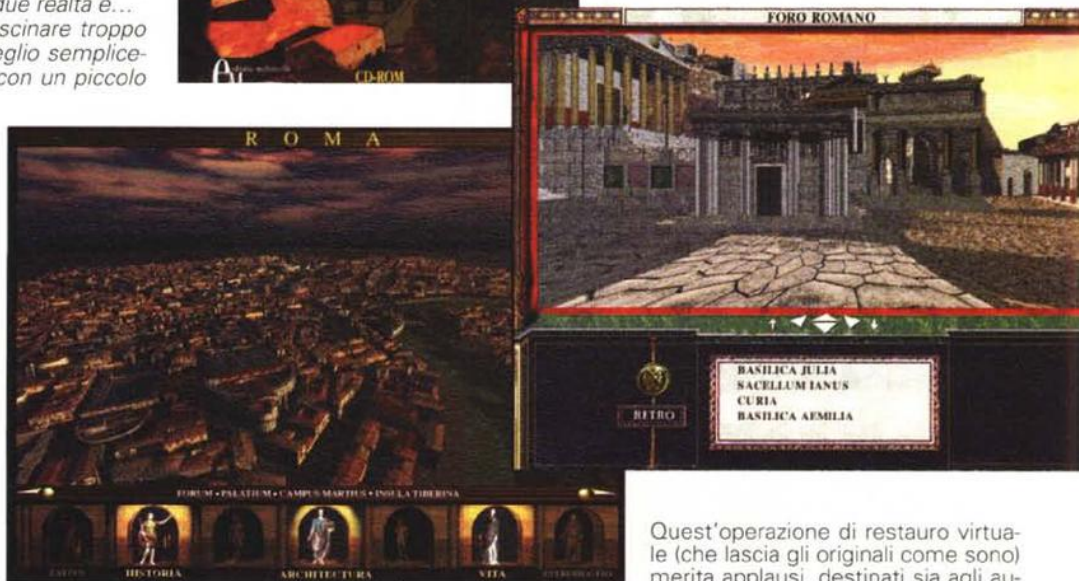 due realtà e...
scinare troppo
eglio semplice-
con un piccolo
CD-ROM
ROMA
FORUM • PALATIUM • CAMPUS MARTIUS • INSULA TIBERINA
HISTORIA
ARCHITECTURA
VITA
FORO ROMANO
RETRO
BASILICA JULIA
SACELLUM IANUS
CURIA
BASILICA AEMILIA
Quest'operazione di restauro virtua-
le (che lascia gli originali come sono)
merita applausi, destinati sia agli au-